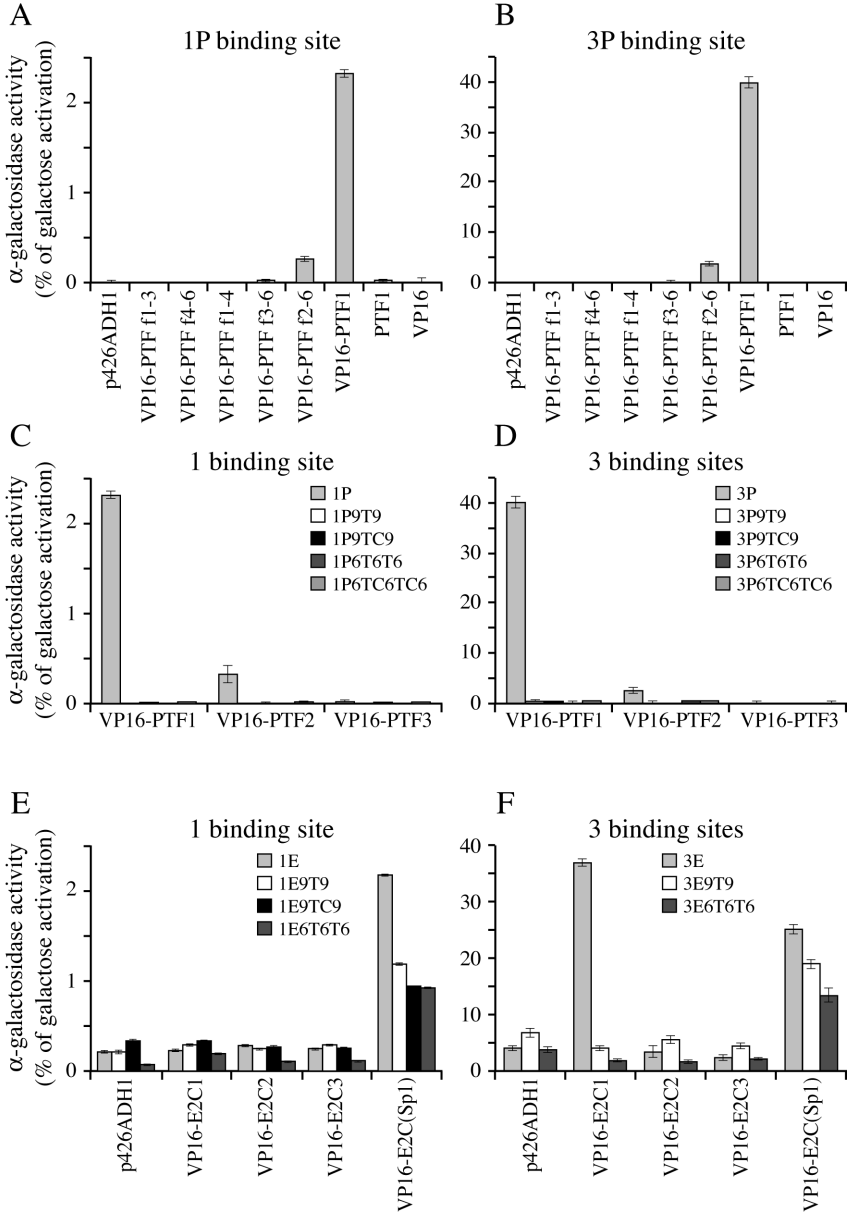 A
1P binding site
α-galactosidase activity
(% of galactose activation)
2
1
0
p426ADH1
VP16-PTF f1-3
VP16-PTF f4-6
VP16-PTF f1-4
VP16-PTF f3-6
VP16-PTF f2-6
VP16-PTF1
PTF1
VP16
B
3P binding site
40
30
20
10
0
p426ADH1
VP16-PTF f1-3
VP16-PTF f4-6
VP16-PTF f1-4
VP16-PTF f3-6
VP16-PTF f2-6
VP16-PTF1
PTF1
VP16
C
1 binding site
α-galactosidase activity
(% of galactose activation)
2
1
0
1P
1P9T9
1P9TC9
1P6T6T6
1P6TC6TC6
VP16-PTF1
VP16-PTF2
VP16-PTF3
D
3 binding sites
40
30
20
10
0
3P
3P9T9
3P9TC9
3P6T6T6
3P6TC6TC6
VP16-PTF1
VP16-PTF2
VP16-PTF3
E
1 binding site
α-galactosidase activity
(% of galactose activation)
2
1
0
1E
1E9T9
1E9TC9
1E6T6T6
p426ADH1
VP16-E2C1
VP16-E2C2
VP16-E2C3
VP16-E2C(Sp1)
F
3 binding sites
40
30
20
10
0
3E
3E9T9
3E6T6T6
p426ADH1
VP16-E2C1
VP16-E2C2
VP16-E2C3
VP16-E2C(Sp1)